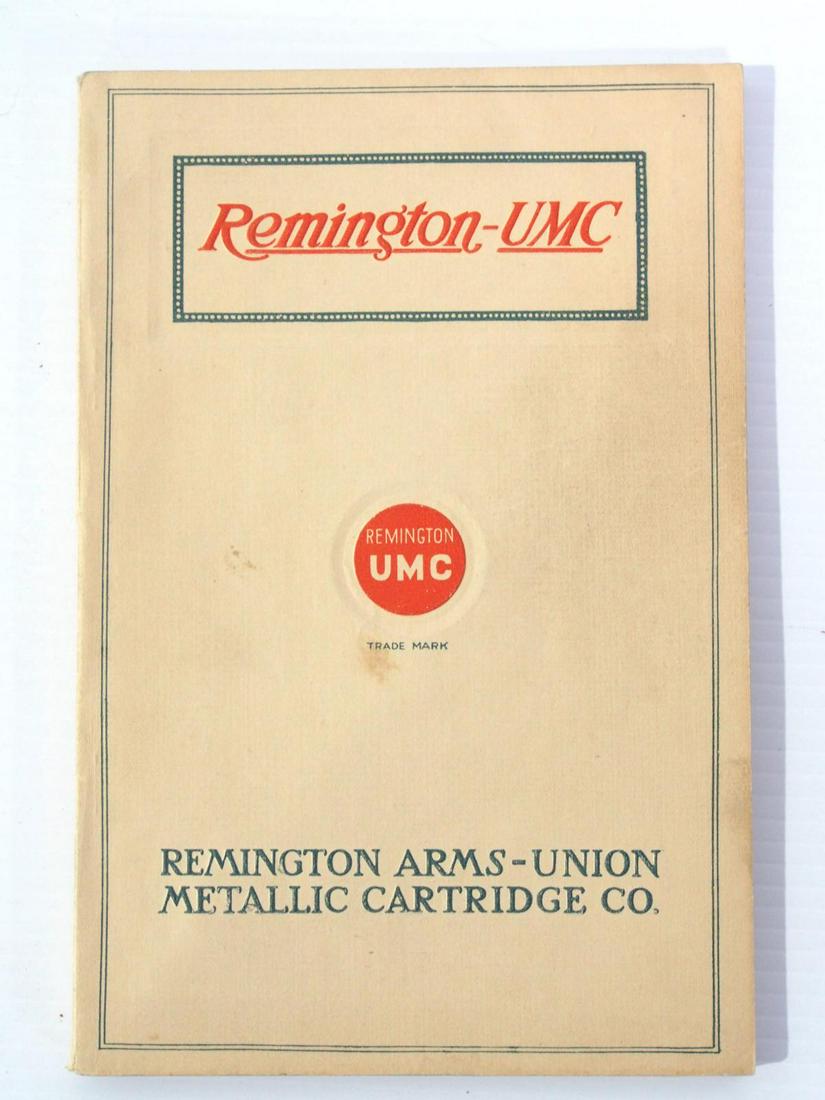 Remington-UMC
REMINGTON
UMC
TRADE MARK
REMINGTON ARMS-UNION
METALLIC CARTRIDGE CO.